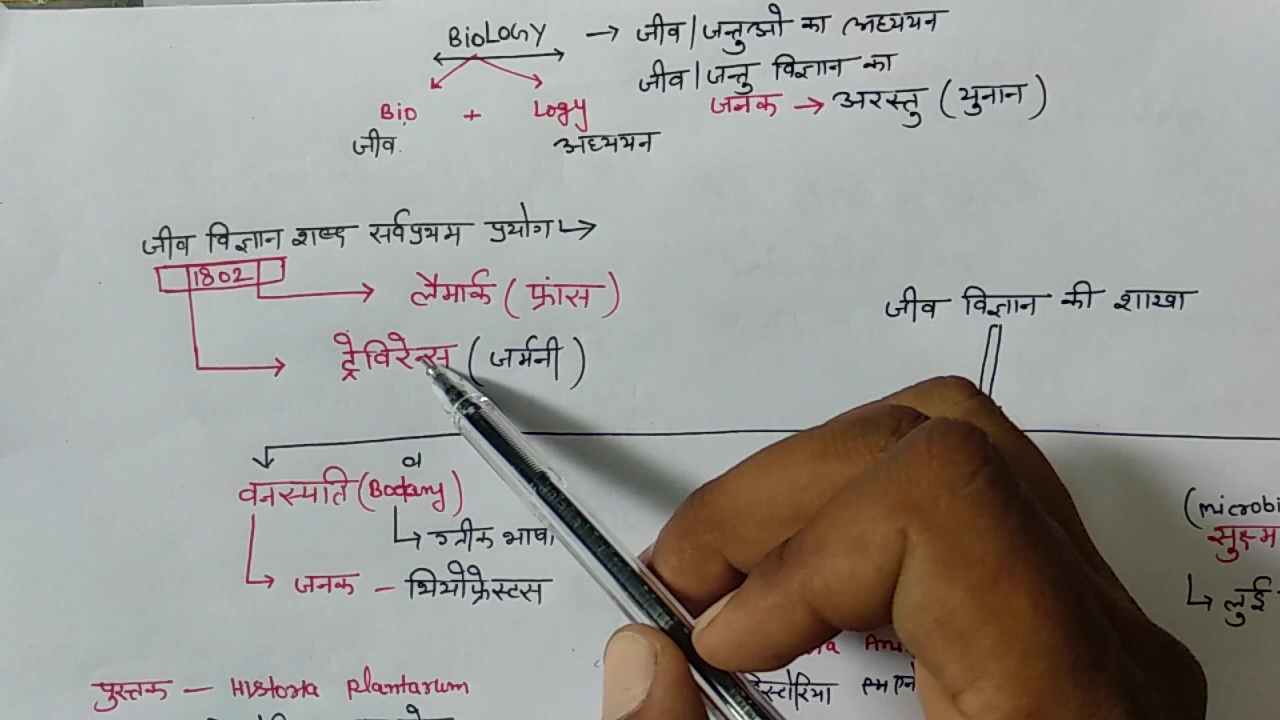 BioLOGY → जीव/जन्तुओ का अध्ययन
जीव/जन्तु विज्ञान का
जनक → अरस्तु (युनान)
Bio + Logy
जीव. अध्ययन
जीव विज्ञान शब्द सर्वप्रथम प्रयोग →
1802
→ लैमार्क (फ्रांस)
→ ट्रेविरेन्स (जर्मनी)
जीव विज्ञान की शाखा
वनस्पति (Botany)
→ ग्रीक भाषा
→ जनक – थियोफ्रेस्टस
(microbi
सुक्ष्म
→ लुई
पुस्तक – Historia plantarum